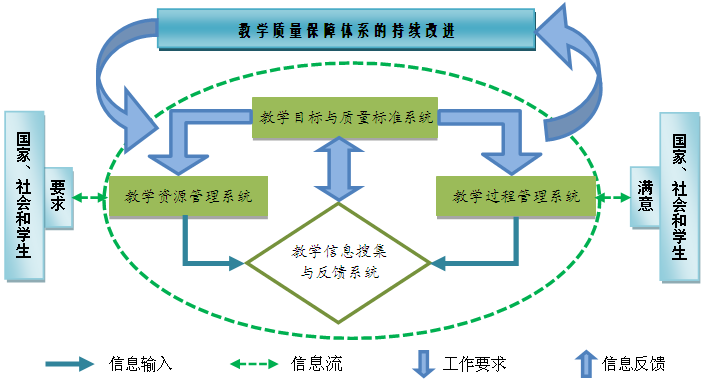 教学质量保障体系的持续改进
教学目标与质量标准系统
国家、社会和学生
要求
教学资源管理系统
教学过程管理系统
满意
国家、社会和学生
教学信息搜集
与反馈系统
信息输入
信息流
工作要求
信息反馈